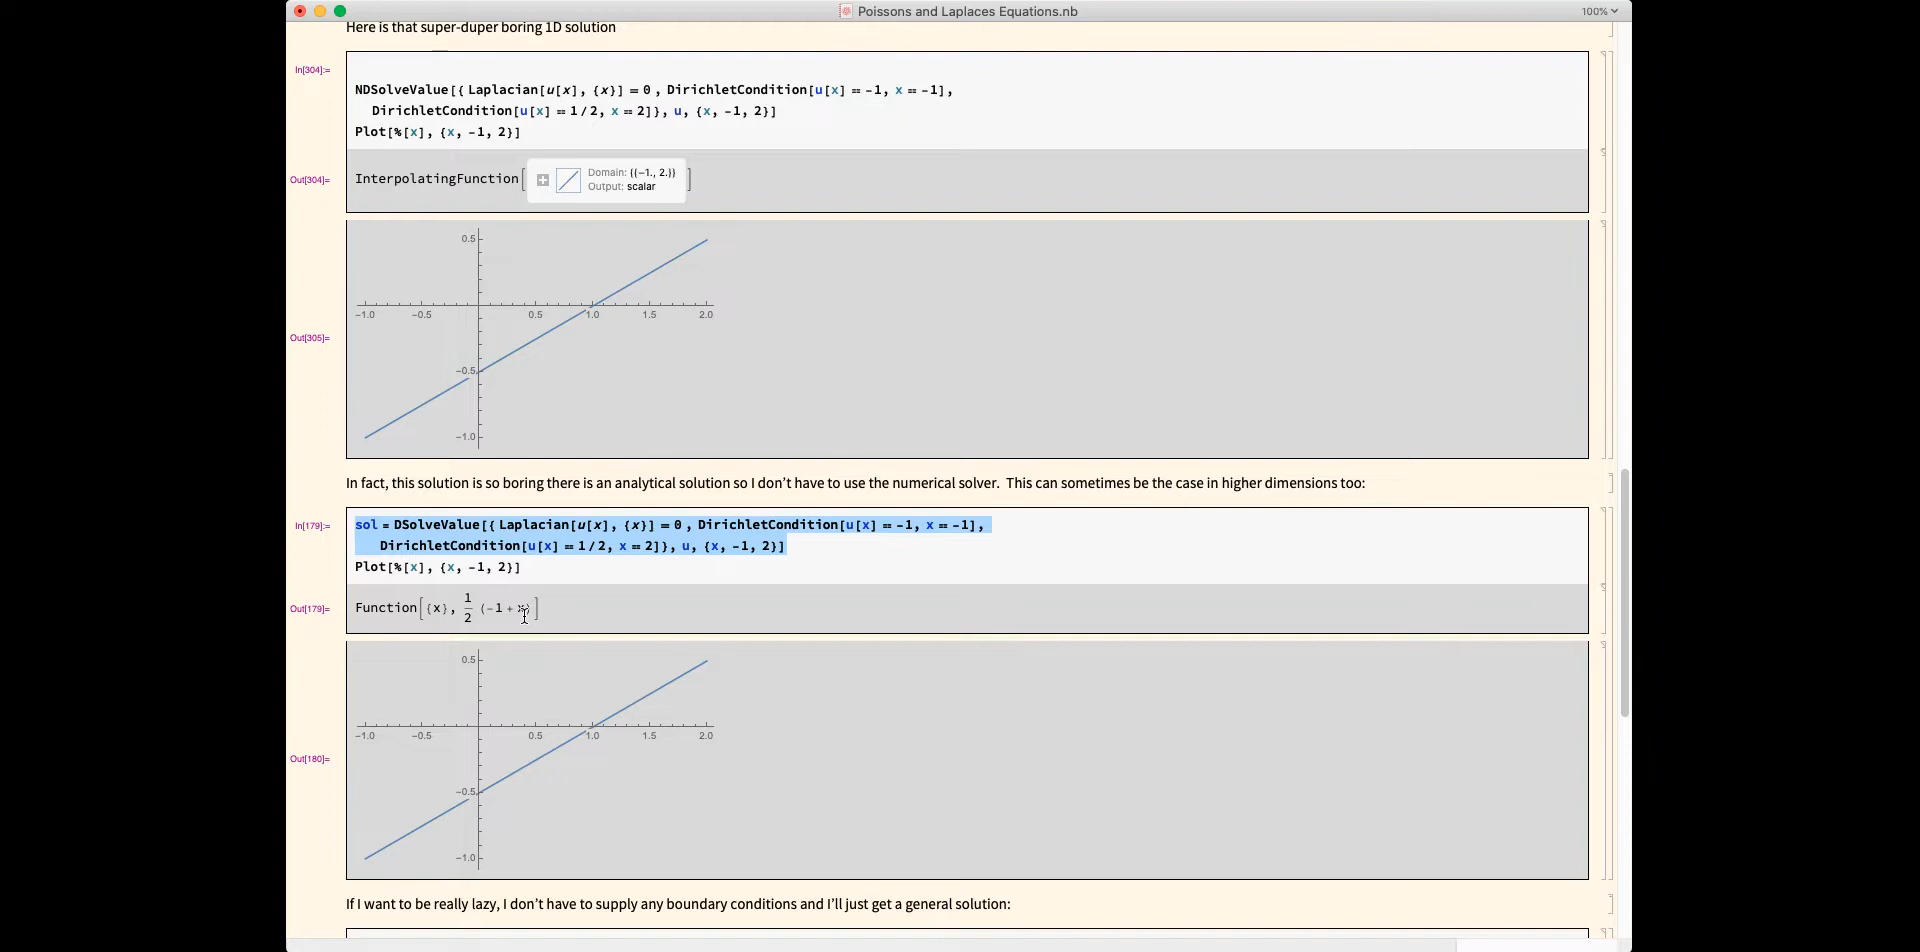 Poissons and Laplaces Equations.nb
100%
Here is that super-duper boring 1D solution
In[304]:=
NDSolveValue[{Laplacian[u[x], {x}] == 0, DirichletCondition[u[x] == -1, x == -1],
DirichletCondition[u[x] == 1/2, x == 2]}, u, {x, -1, 2}]
Plot[%[x], {x, -1, 2}]
Out[304]=
InterpolatingFunction[
Domain: {{-1., 2.}}
Output: scalar
]
Out[305]=
0.5
-1.0 -0.5 0.5 1.0 1.5 2.0
-0.5
-1.0
In fact, this solution is so boring there is an analytical solution so I don't have to use the numerical solver. This can sometimes be the case in higher dimensions too:
In[179]:=
sol = DSolveValue[{Laplacian[u[x], {x}] == 0, DirichletCondition[u[x] == -1, x == -1],
DirichletCondition[u[x] == 1/2, x == 2]}, u, {x, -1, 2}]
Plot[%[x], {x, -1, 2}]
Out[179]=
Function[{x}, 1/2 (-1 + x)]
Out[180]=
0.5
-1.0 -0.5 0.5 1.0 1.5 2.0
-0.5
-1.0
If I want to be really lazy, I don't have to supply any boundary conditions and I'll just get a general solution: